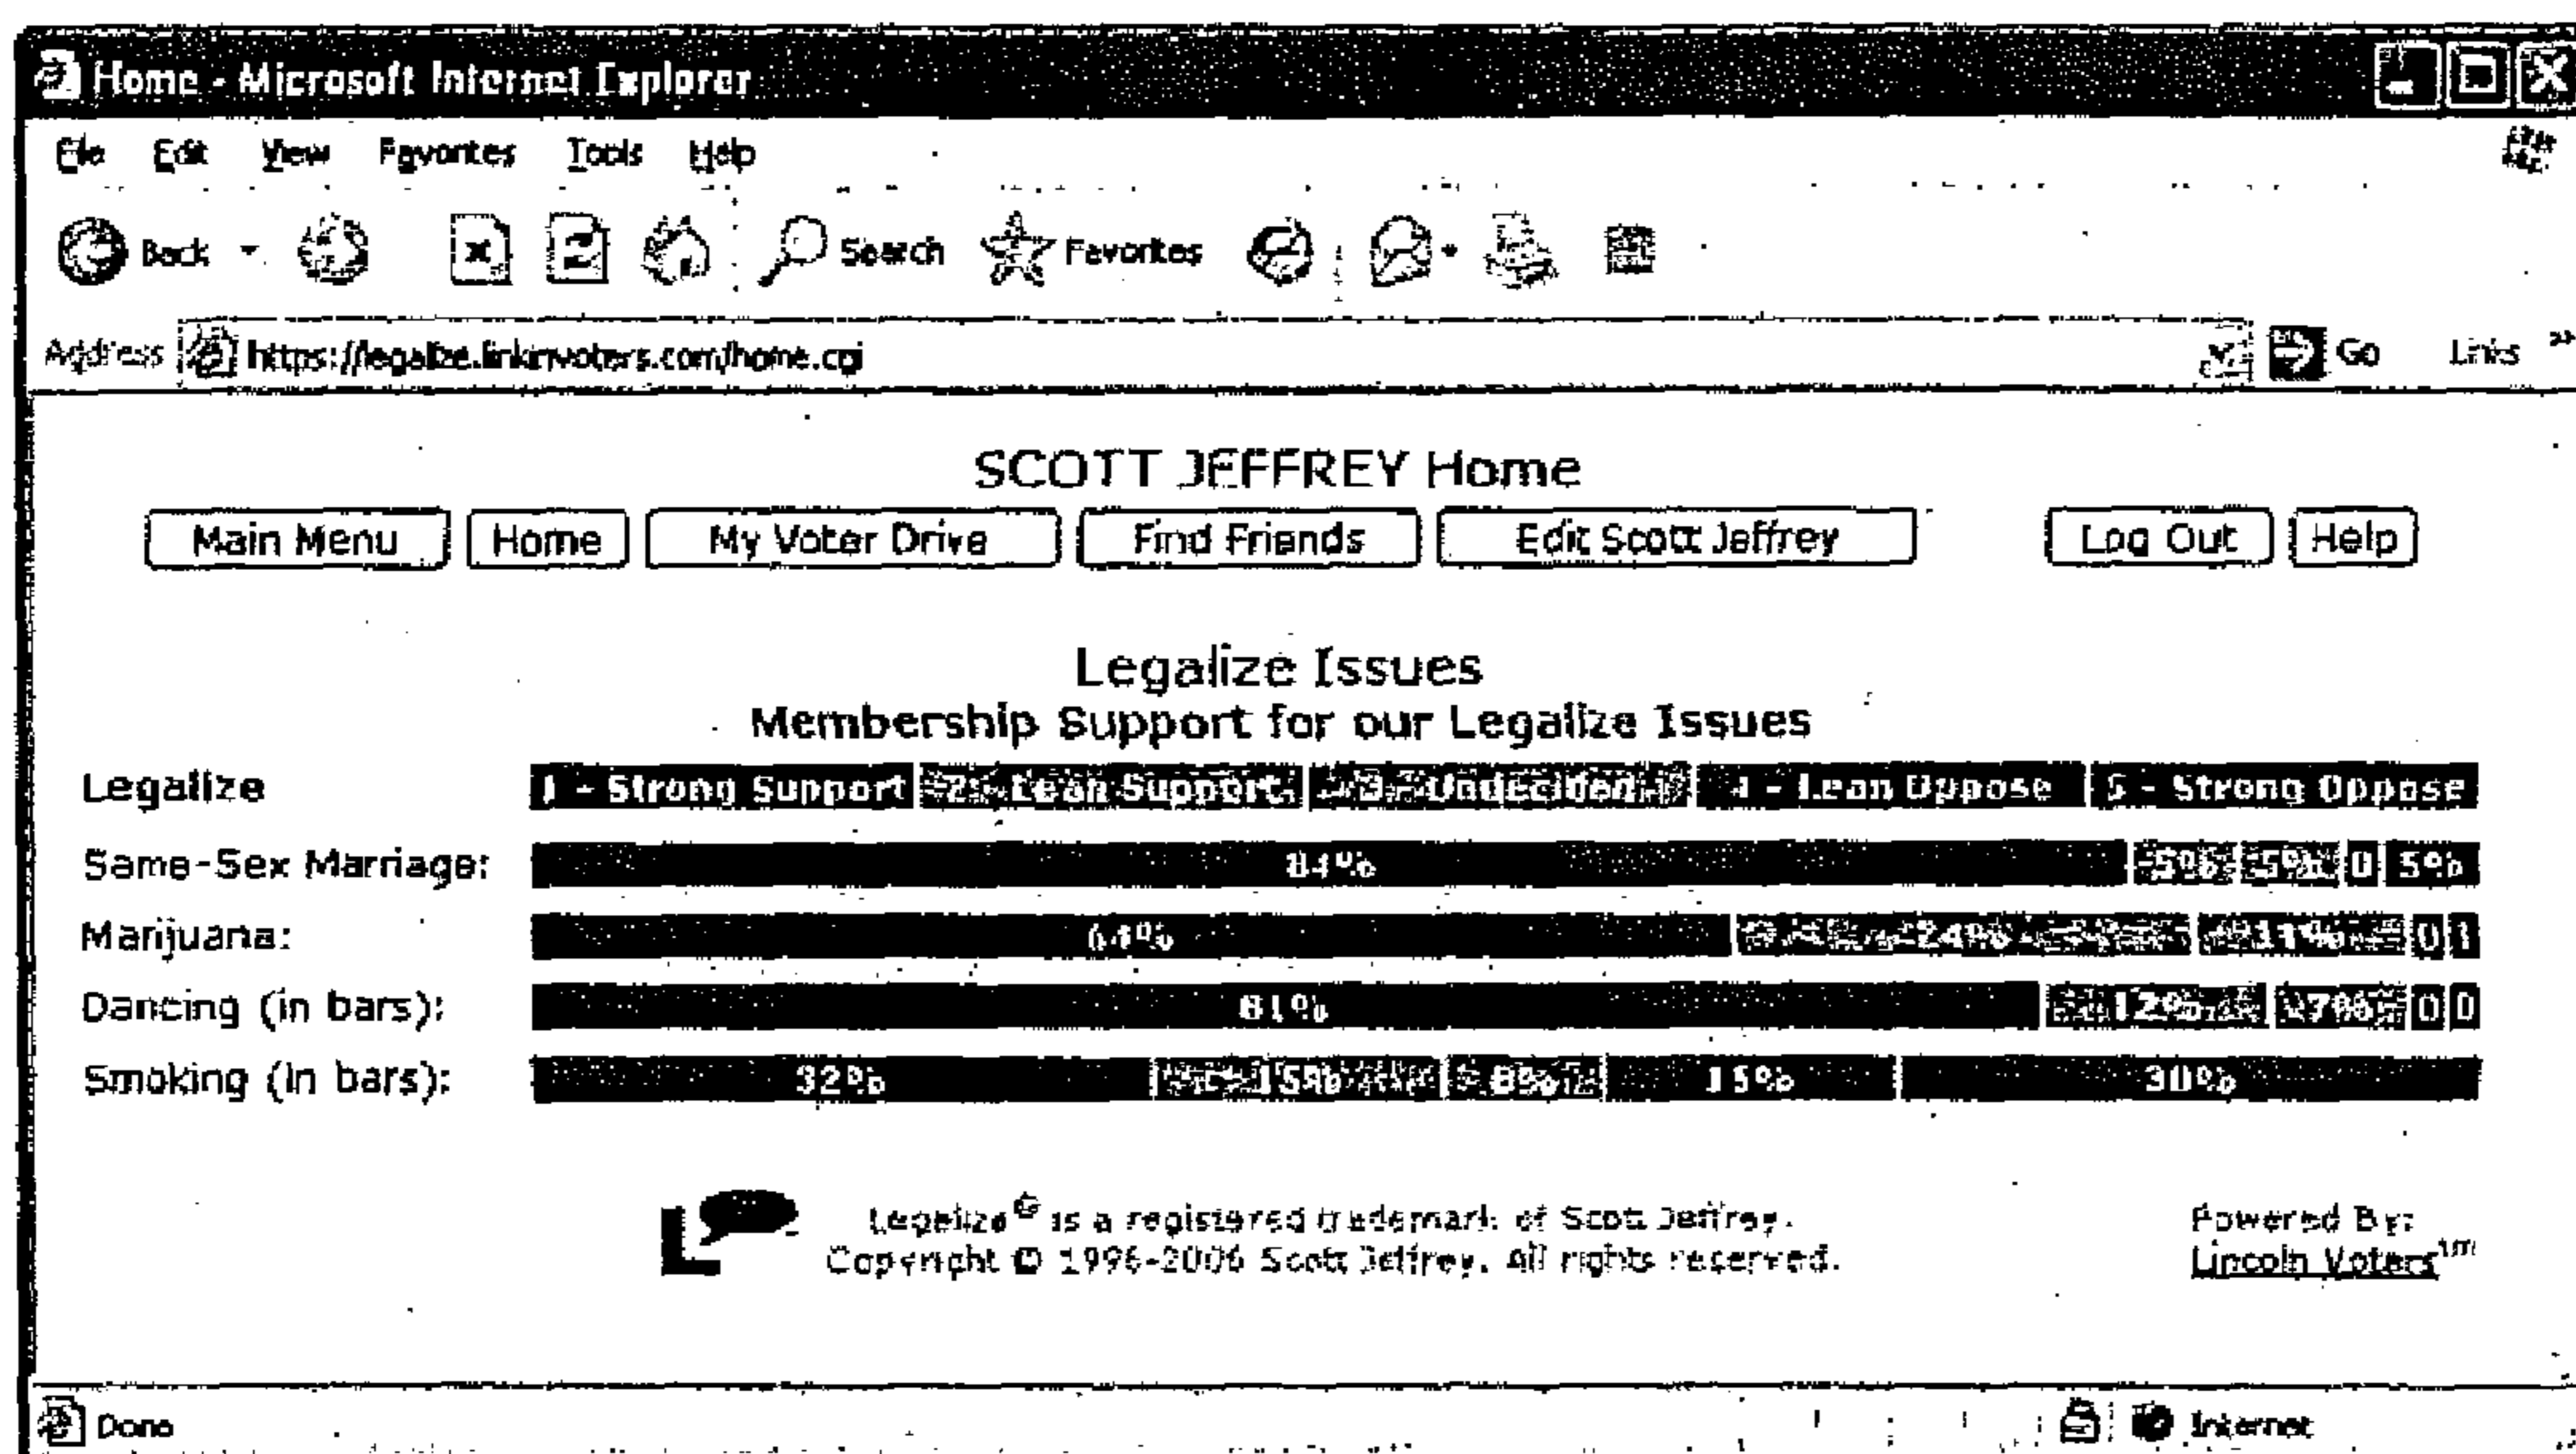 Home - Microsoft Internet Explorer
File Edit View Favorites Tools Help
Back Search Favorites
Address https://legalize.linkinvoters.com/home.cgi Go Links »
SCOTT JEFFREY Home
Main Menu Home My Voter Drive Find Friends Edit Scott Jeffrey Log Out Help
Legalize Issues
Membership Support for our Legalize Issues
Legalize 1 - Strong Support 2 - Lean Support 3 - Undecided 4 - Lean Oppose 5 - Strong Oppose
Same-Sex Marriage: 84% 5% 5% 0 5%
Marijuana: 64% 24% 11% 0 1
Dancing (in bars): 81% 12% 7% 0 0
Smoking (in bars): 32% 15% 8% 15% 30%
Legalize® is a registered trademark of Scott Jeffrey.
Copyright © 1996-2006 Scott Jeffrey. All rights reserved.
Powered By:
Lincoln Voters™
Done Internet